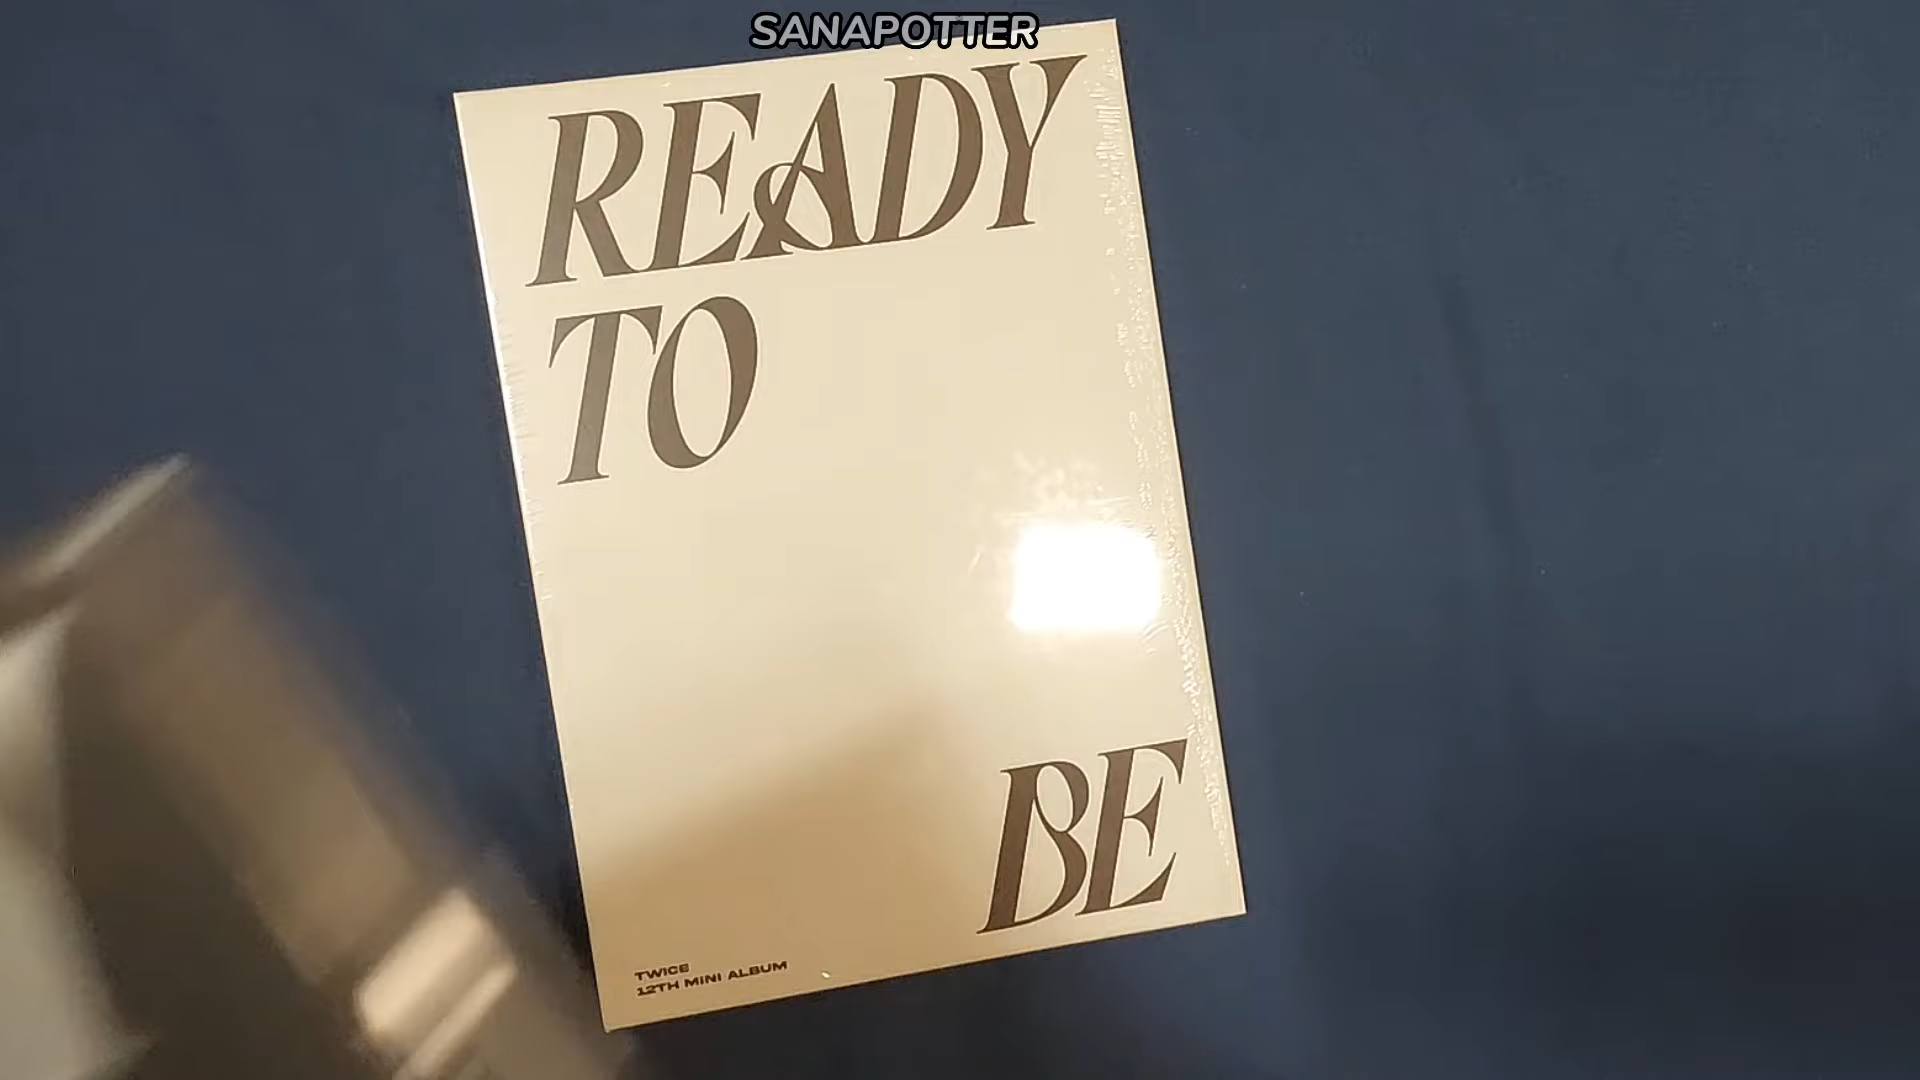 SANAPOTTER
READY
TO
BE
TWICE
12TH MINI ALBUM